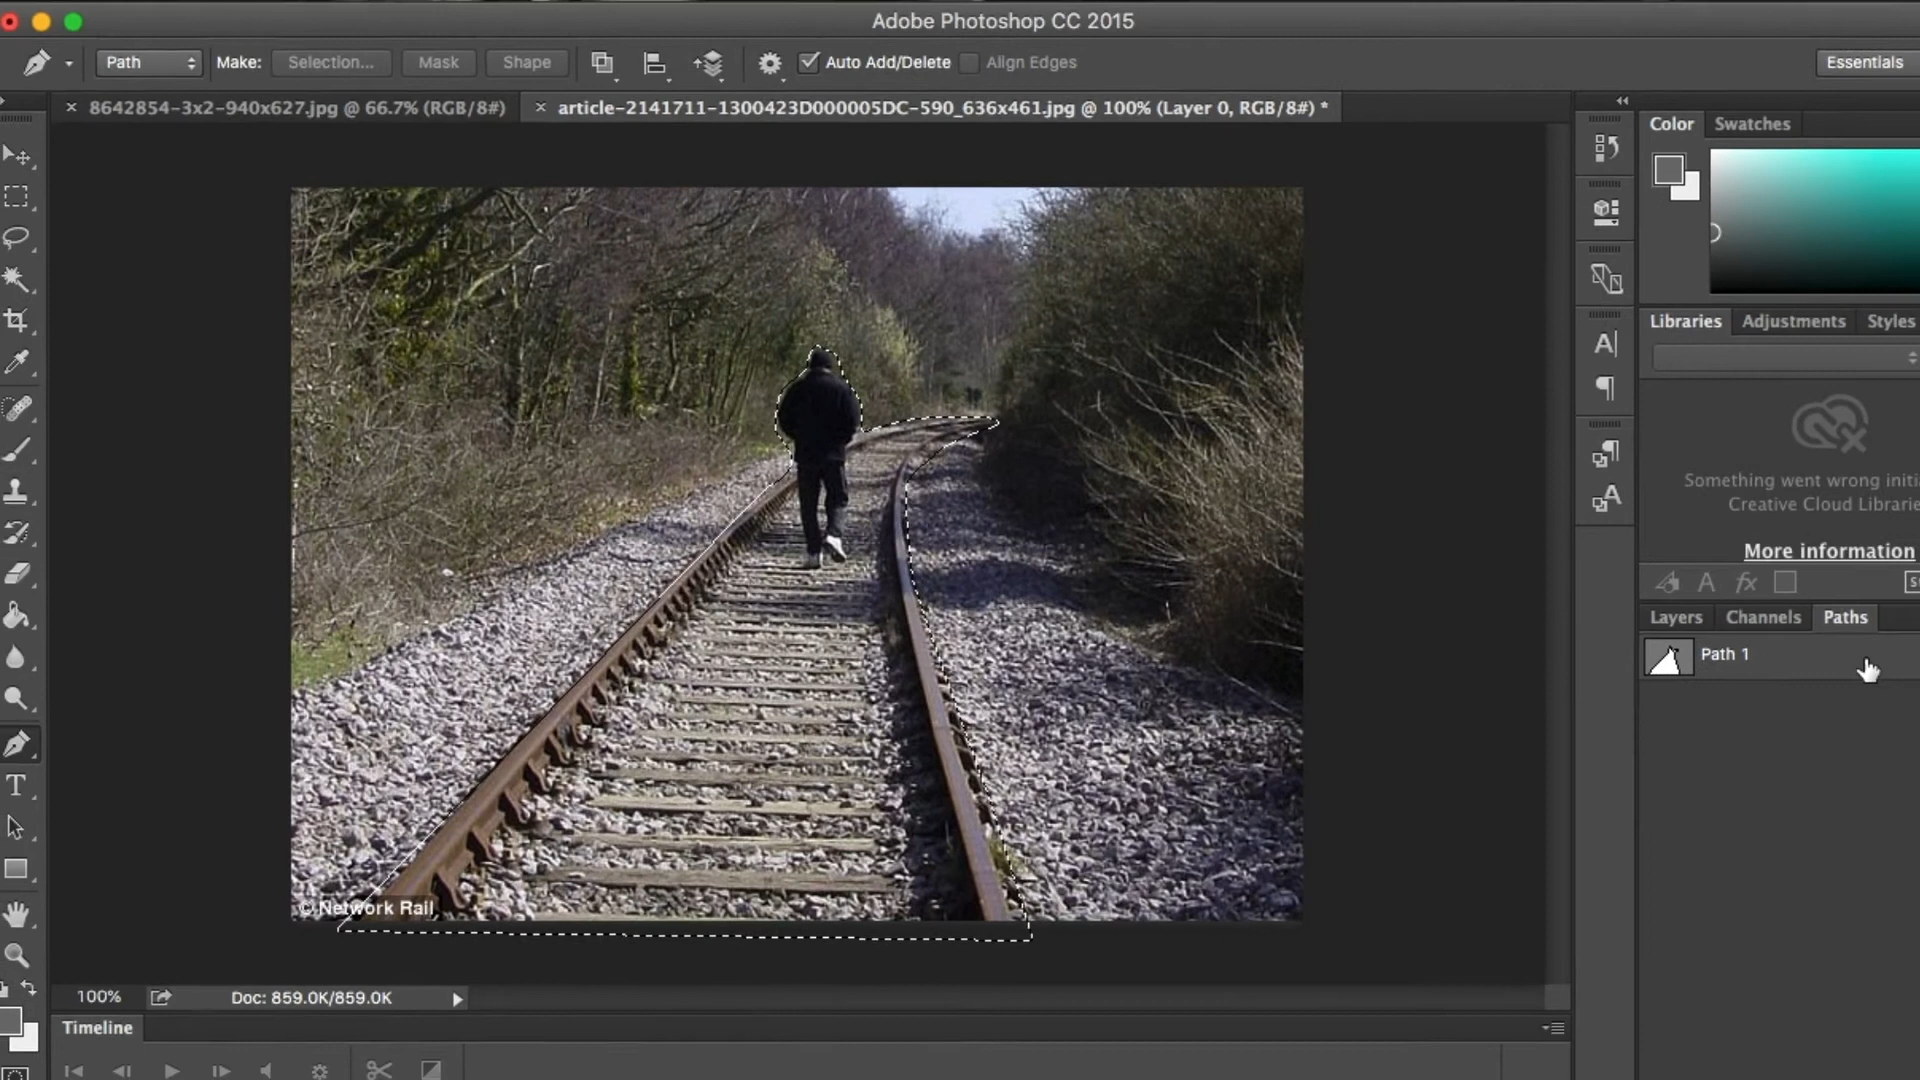 Adobe Photoshop CC 2015
Path Make: Selection... Mask Shape Auto Add/Delete Align Edges Essentials
8642854-3x2-940x627.jpg @ 66.7% (RGB/8#) article-2141711-1300423D000005DC-590_636x461.jpg @ 100% (Layer 0, RGB/8#) *
Color Swatches
Libraries Adjustments Styles
Something went wrong
Creative Cloud
More information
Layers Channels Paths
Path 1
© Network Rail
100% Doc: 859.0K/859.0K
Timeline